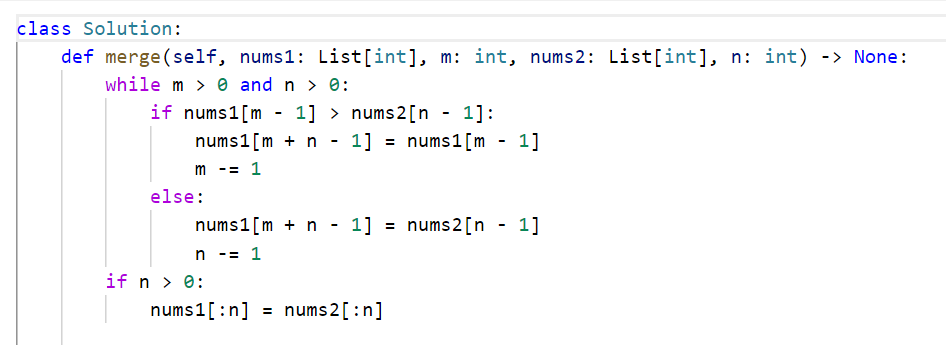 class Solution:
    def merge(self, nums1: List[int], m: int, nums2: List[int], n: int) -> None:
        while m > 0 and n > 0:
            if nums1[m - 1] > nums2[n - 1]:
                nums1[m + n - 1] = nums1[m - 1]
                m -= 1
            else:
                nums1[m + n - 1] = nums2[n - 1]
                n -= 1
        if n > 0:
            nums1[:n] = nums2[:n]